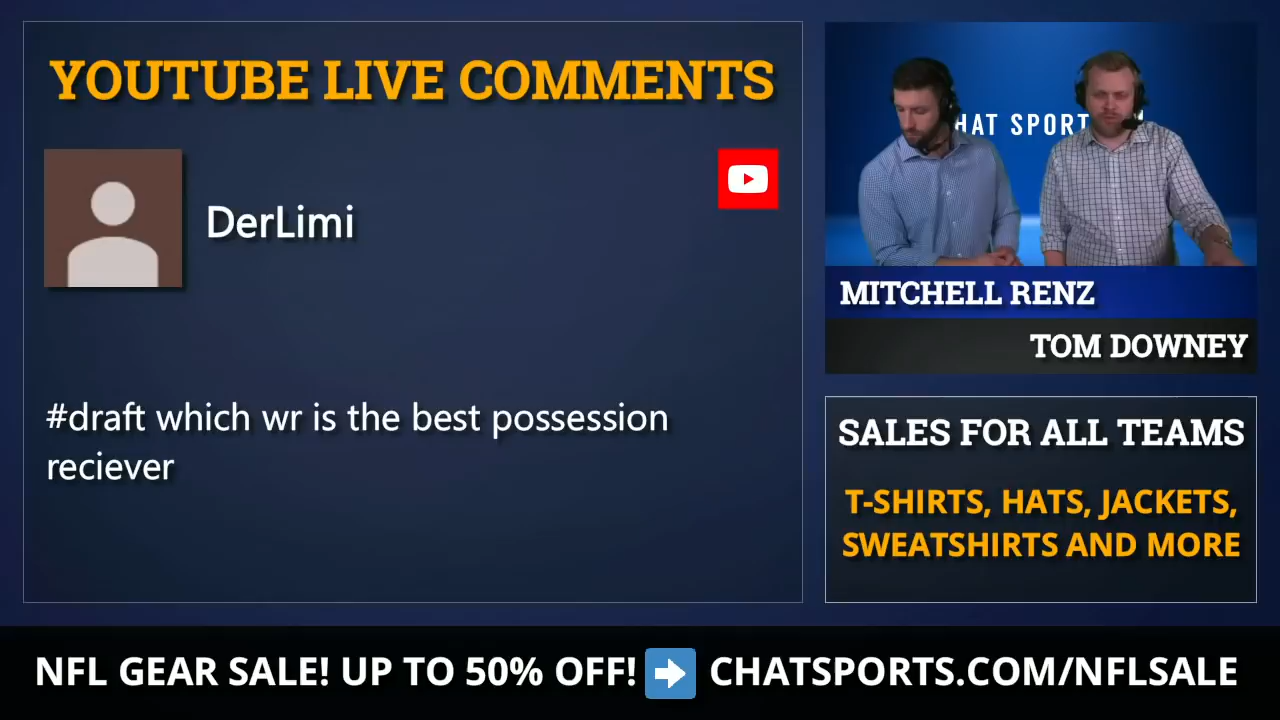 YOUTUBE LIVE COMMENTS
DerLimi
#draft which wr is the best possession
reciever
HAT SPORT
MITCHELL RENZ
TOM DOWNEY
SALES FOR ALL TEAMS
T-SHIRTS, HATS, JACKETS,
SWEATSHIRTS AND MORE
NFL GEAR SALE! UP TO 50% OFF! ➡ CHATSPORTS.COM/NFLSALE